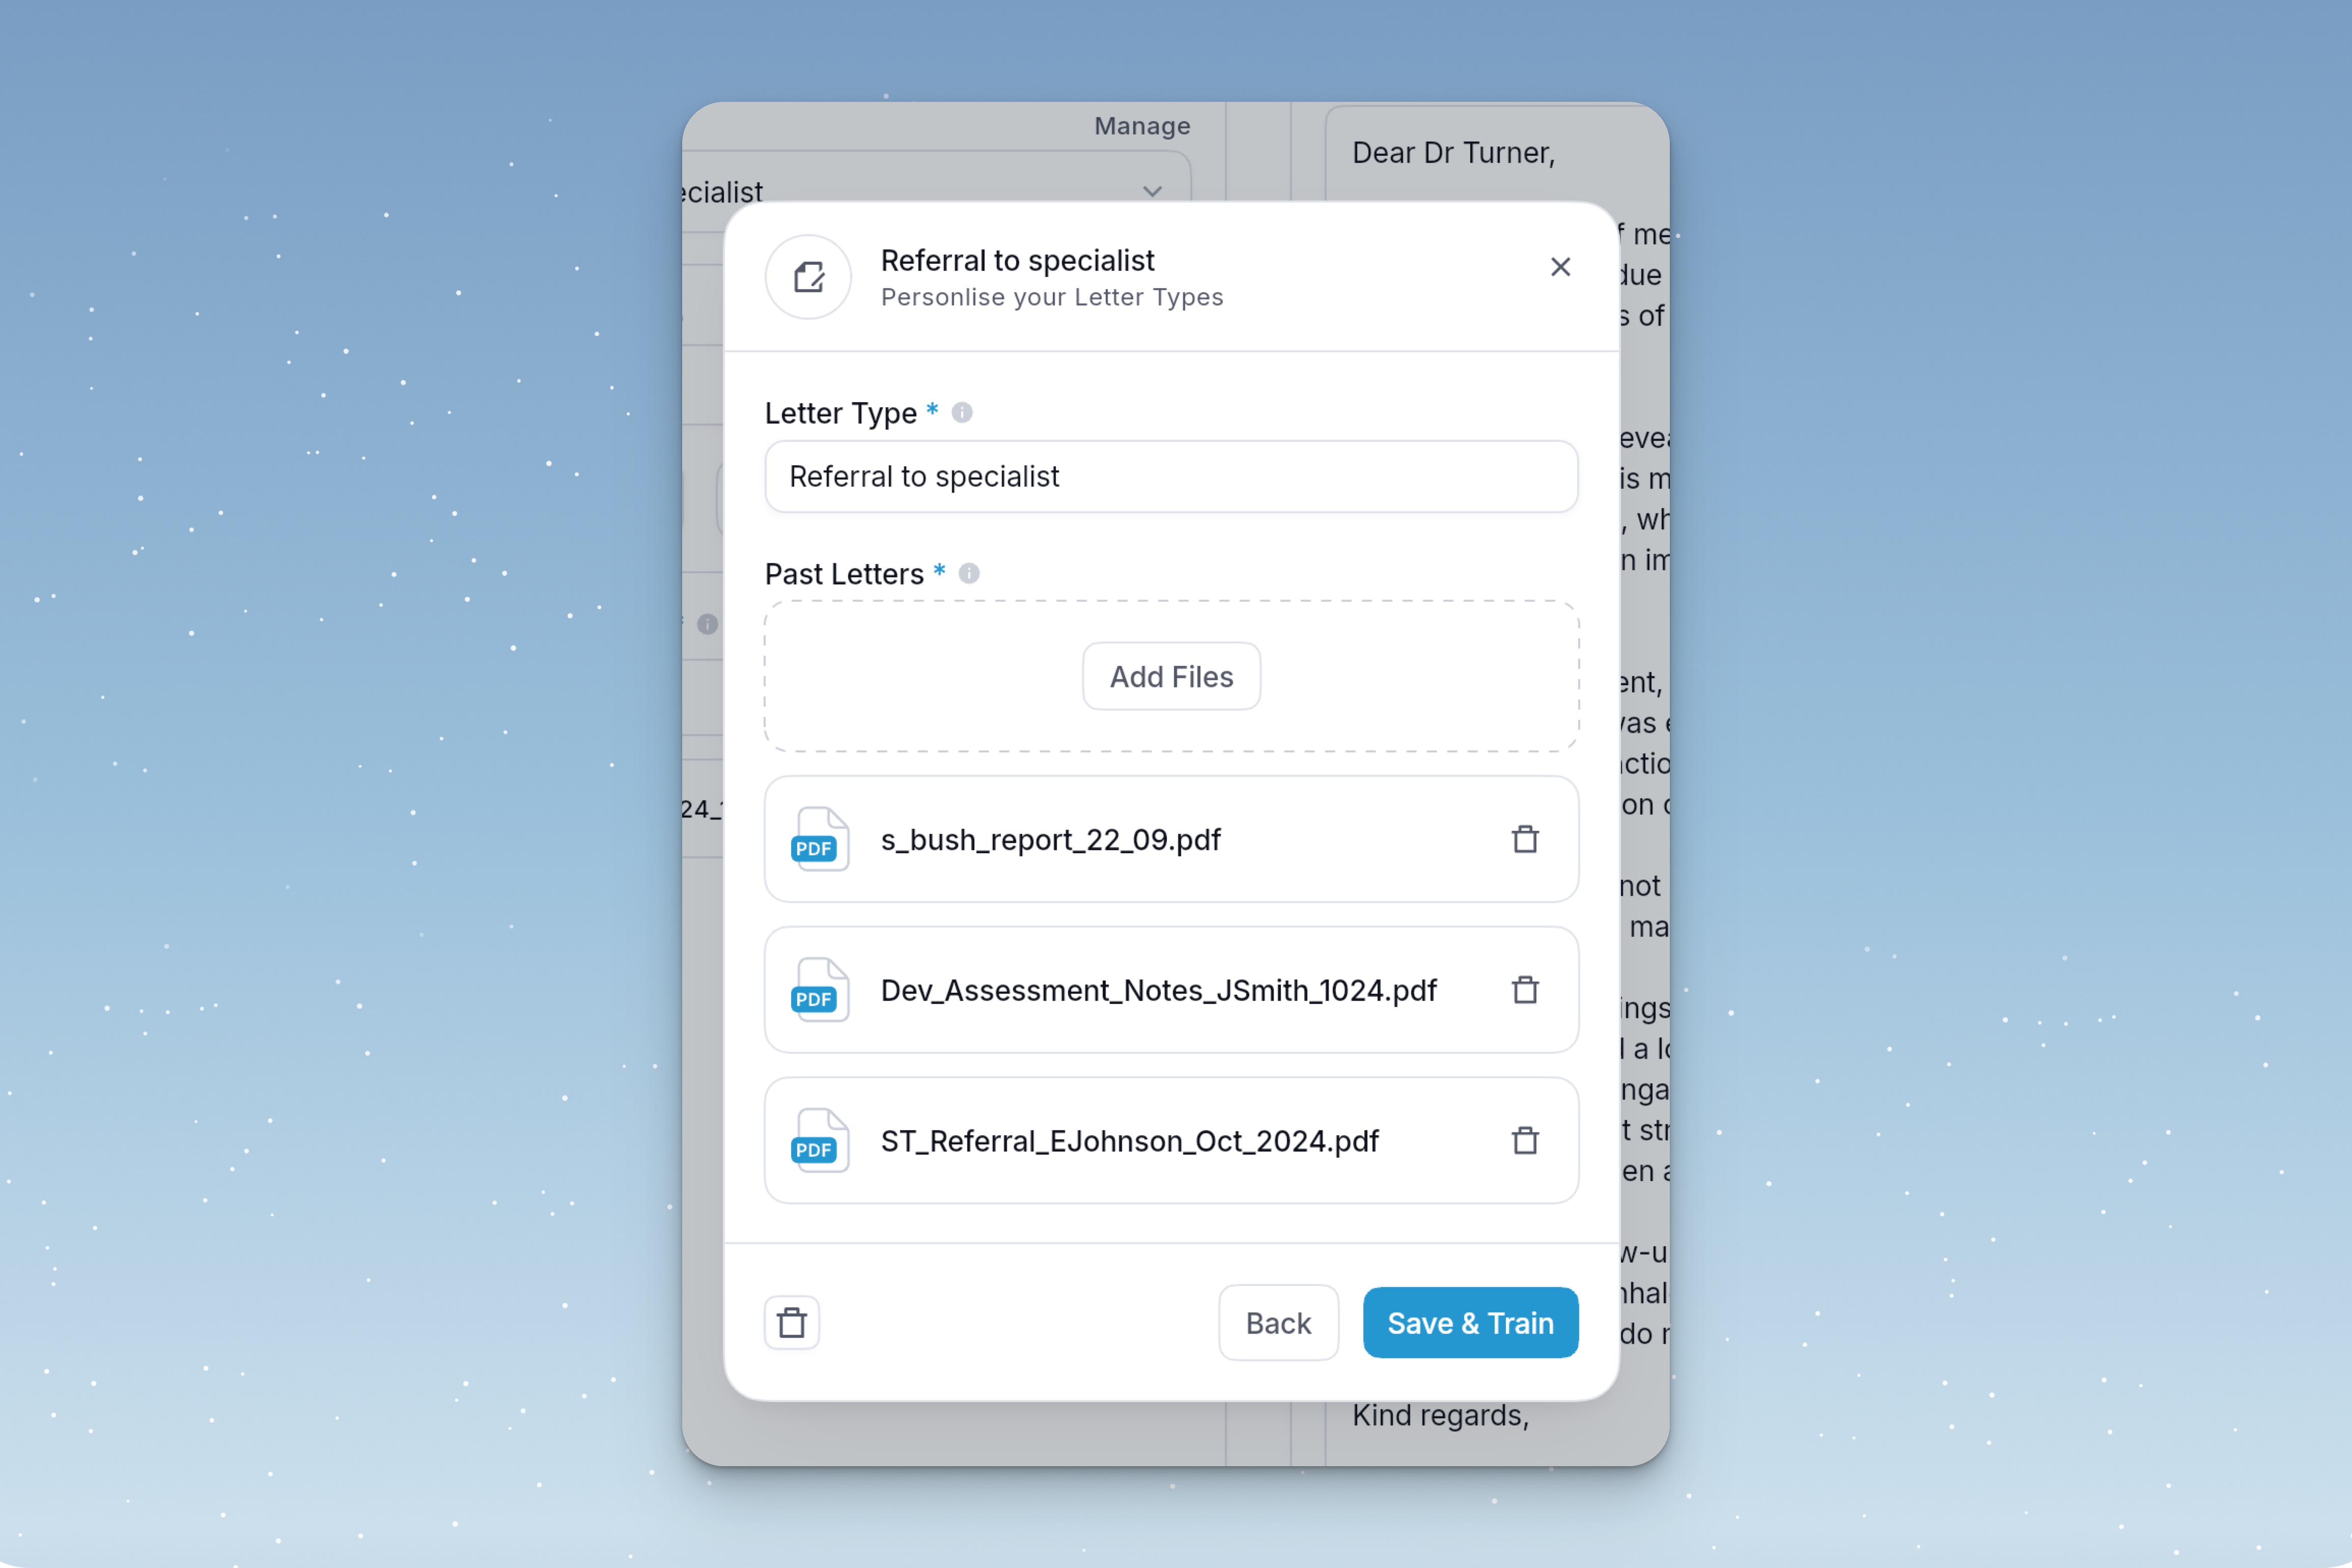 Manage
Dear Dr Turner,
Referral to specialist
Personlise your Letter Types
Letter Type *
Referral to specialist
Past Letters *
Add Files
PDF
s_bush_report_22_09.pdf
PDF
Dev_Assessment_Notes_JSmith_1024.pdf
PDF
ST_Referral_EJohnson_Oct_2024.pdf
Back
Save & Train
Kind regards,